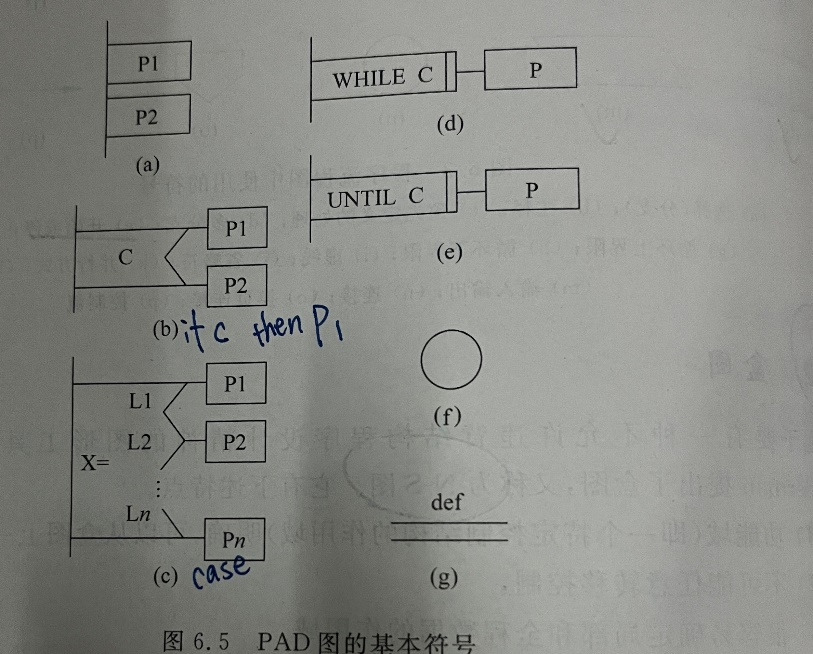 P1
P2
(a)
C
P1
P2
(b) if c then P1
X=
L1
P1
L2
P2
⋮
Ln
Pn
(c) case
WHILE C
P
(d)
UNTIL C
P
(e)
(f)
def
(g)
图 6.5 PAD图的基本符号